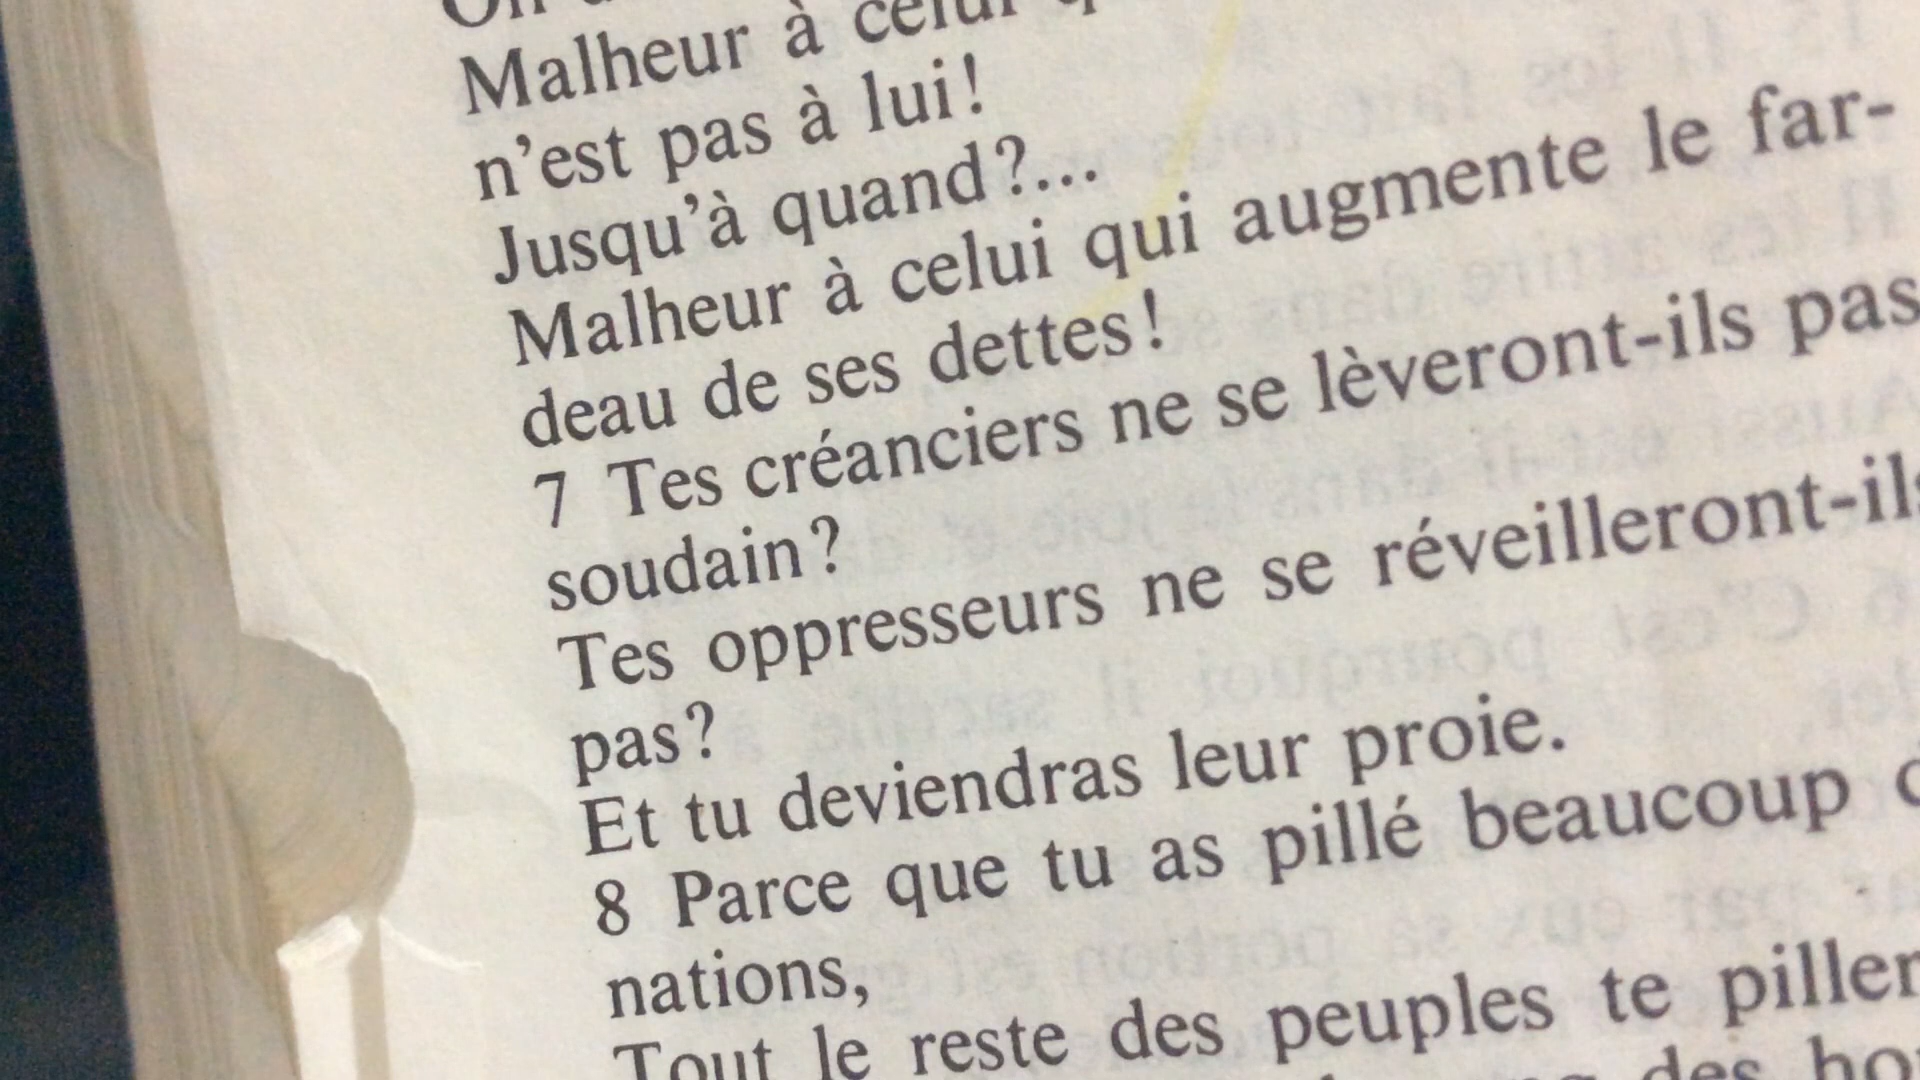 Malheur à celui
n'est pas à lui!
Jusqu'à quand?...
Malheur à celui qui augmente le far-
deau de ses dettes!
7 Tes créanciers ne se lèveront-ils pas
soudain?
Tes oppresseurs ne se réveilleront-ils
pas?
Et tu deviendras leur proie.
8 Parce que tu as pillé beaucoup
nations,
Tout le reste des peuples te
des